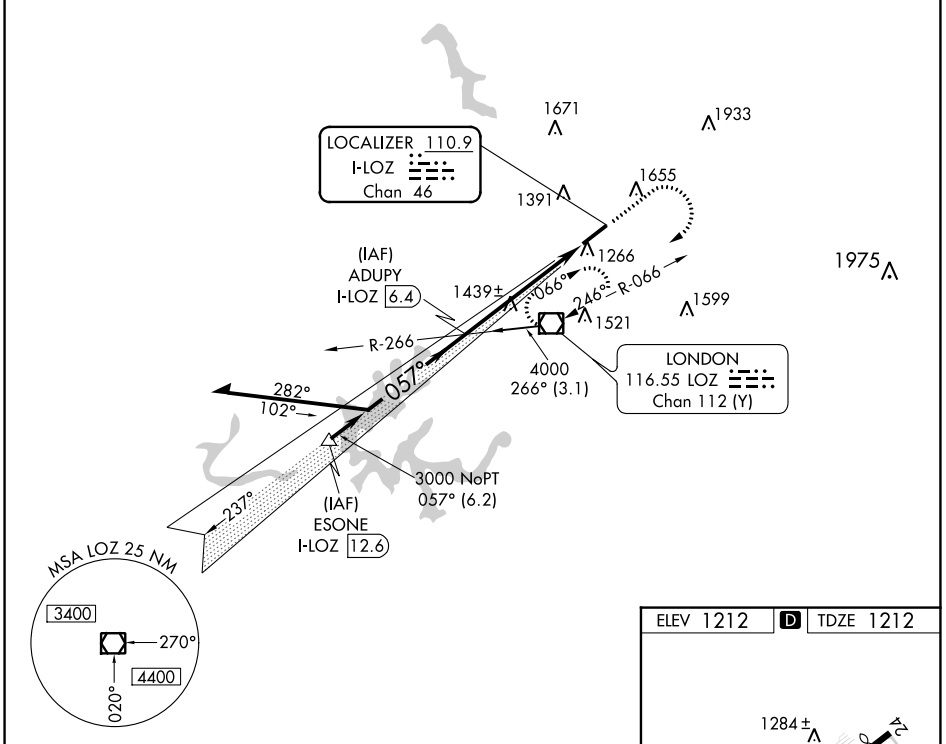 1671
1933
LOCALIZER 110.9
I-LOZ
Chan 46
1655
1391
(IAF)
ADUPY
I-LOZ 6.4
1266
1975
1439±
066°
246°
R-066
1599
1521
R-266
4000
266° (3.1)
LONDON
116.55 LOZ
Chan 112 (Y)
057°
282°
102°
3000 NoPT
057° (6.2)
237°
(IAF)
ESONE
I-LOZ 12.6
MSA LOZ 25 NM
3400
270°
4400
020°
ELEV 1212 D TDZE 1212
1284±
24